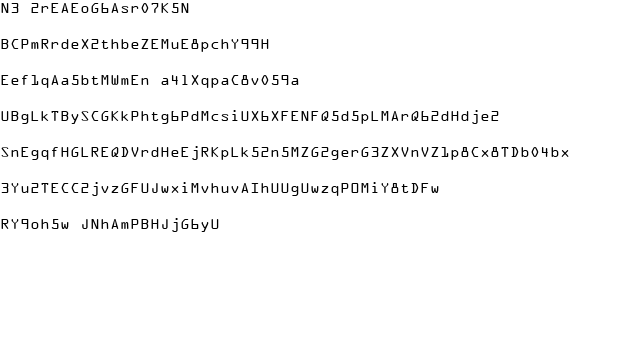 N3 2rEAEoG6Asr07K5N
BCPmRrdeX2thbeZEMuE8pchY99H
Eef1qAa5btMWmEn a41XqpaC8v059a
UBgLkTBySCGKkPhtg6PdMcsiUX6XFENFQ5d5pLMArQ62dHdje2
SnEgqfHGLREQDVrdHeEjRKpLk52n5MZG2gerG3ZXVnVZ1p8Cx8TDb04bx
3Yu2TECC2jvzGFUJwxiMvhuvAIhUUgUwzqPOMiY8tDFw
RY9oh5w JNhAmPBHJjG6yU